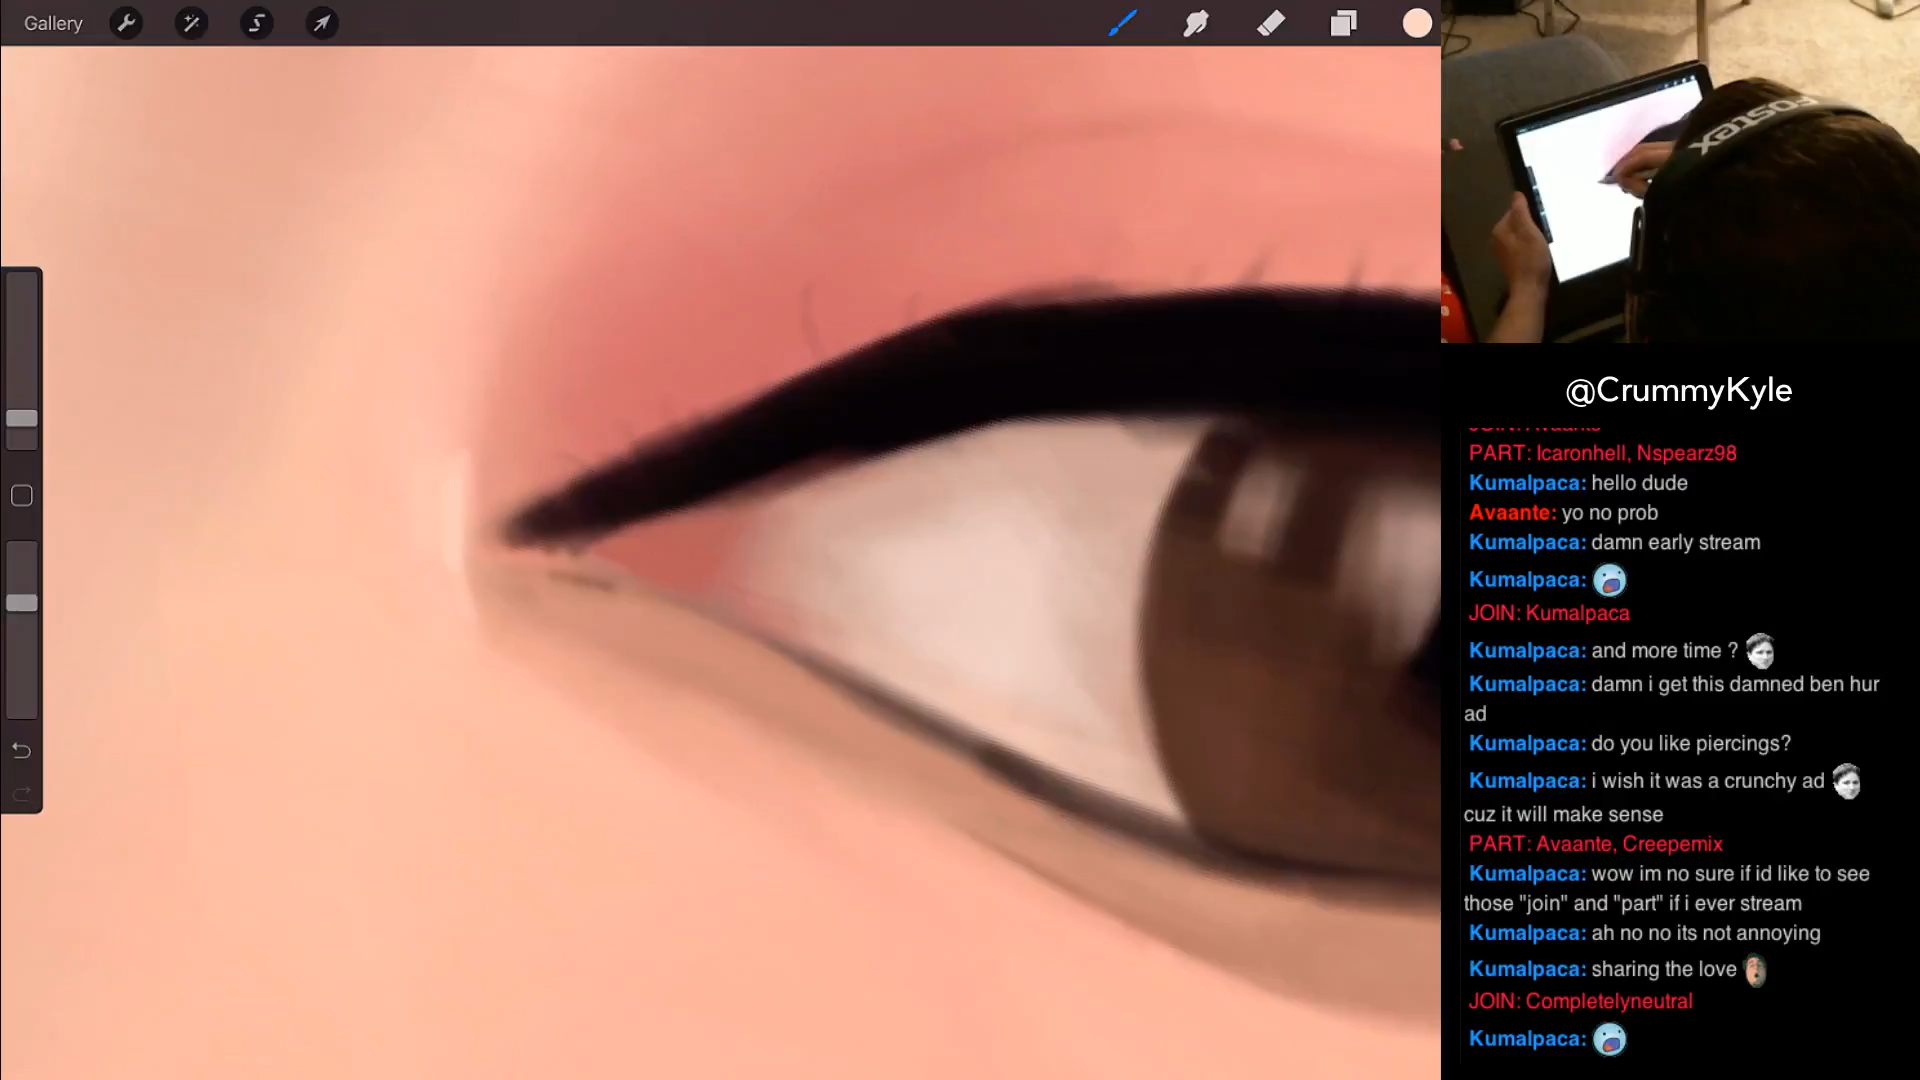 Gallery
Fostex
@CrummyKyle
JOIN: Avaante
PART: Icaronhell, Nspearz98
Kumalpaca: hello dude
Avaante: yo no prob
Kumalpaca: damn early stream
Kumalpaca:
JOIN: Kumalpaca
Kumalpaca: and more time ?
Kumalpaca: damn i get this damned ben hur
ad
Kumalpaca: do you like piercings?
Kumalpaca: i wish it was a crunchy ad
cuz it will make sense
PART: Avaante, Creepemix
Kumalpaca: wow im no sure if id like to see
those "join" and "part" if i ever stream
Kumalpaca: ah no no its not annoying
Kumalpaca: sharing the love
JOIN: Completelyneutral
Kumalpaca: